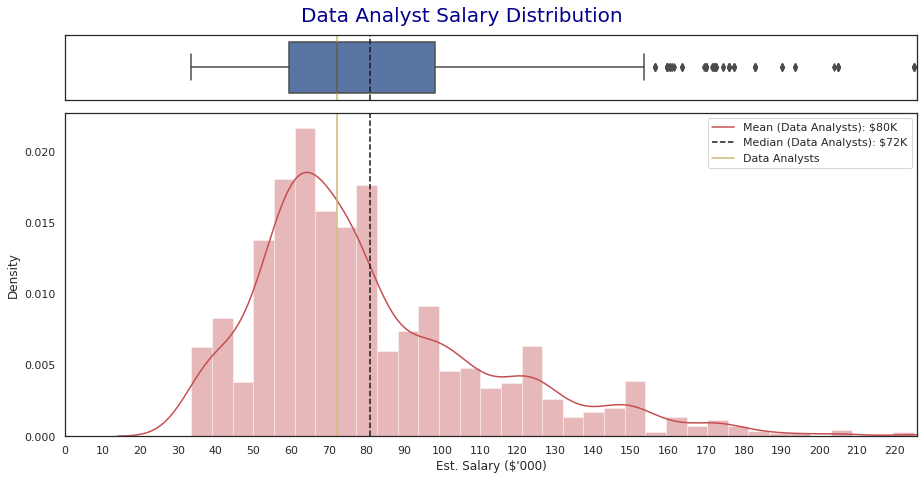 Data Analyst Salary Distribution
Mean (Data Analysts): $80K
Median (Data Analysts): $72K
Data Analysts
0.020
0.015
0.010
0.005
0.000
Density
0 10 20 30 40 50 60 70 80 90 100 110 120 130 140 150 160 170 180 190 200 210 220
Est. Salary ($'000)